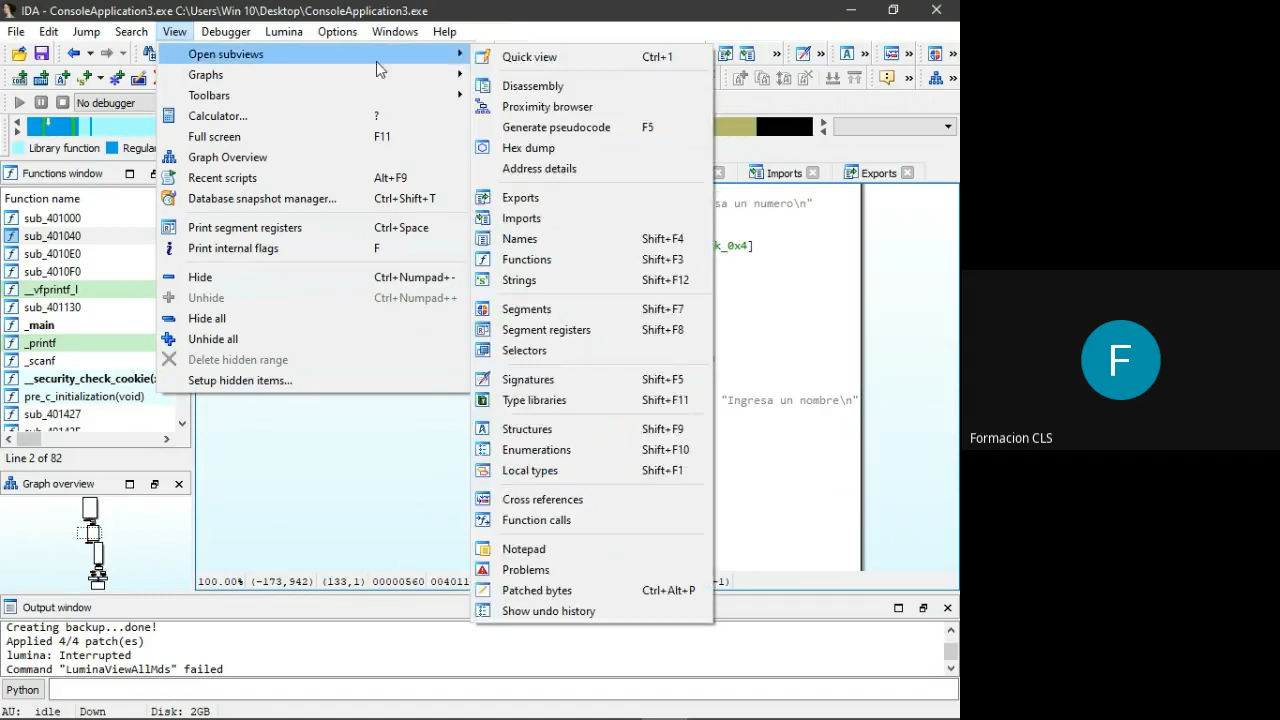 IDA - ConsoleApplication3.exe C:\Users\Win 10\Desktop\ConsoleApplication3.exe
File Edit Jump Search View Debugger Lumina Options Windows Help
No debugger
Library function Regular
Functions window
Function name
sub_401000
sub_401040
sub_4010E0
sub_4010F0
__vfprintf_l
sub_401130
_main
_printf
_scanf
__security_check_cookie(x
pre_c_initialization(void)
sub_401427
Line 2 of 82
Graph overview
Open subviews
Graphs
Toolbars
Calculator... ?
Full screen F11
Graph Overview
Recent scripts Alt+F9
Database snapshot manager... Ctrl+Shift+T
Print segment registers Ctrl+Space
Print internal flags F
Hide Ctrl+Numpad+-
Unhide Ctrl+Numpad++
Hide all
Unhide all
Delete hidden range
Setup hidden items...
Quick view Ctrl+1
Disassembly
Proximity browser
Generate pseudocode F5
Hex dump
Address details
Exports
Imports
Names Shift+F4
Functions Shift+F3
Strings Shift+F12
Segments Shift+F7
Segment registers Shift+F8
Selectors
Signatures Shift+F5
Type libraries Shift+F11
Structures Shift+F9
Enumerations Shift+F10
Local types Shift+F1
Cross references
Function calls
Notepad
Problems
Patched bytes Ctrl+Alt+P
Show undo history
Imports Exports
sa un numero\n"
k_0x4]
"Ingresa un nombre\n"
100.00% (-173,942) (133,1) 00000560 004011
-1)
Output window
Creating backup...done!
Applied 4/4 patch(es)
lumina: Interrupted
Command "LuminaViewAllMds" failed
Python
AU: idle Down Disk: 2GB
F
Formacion CLS